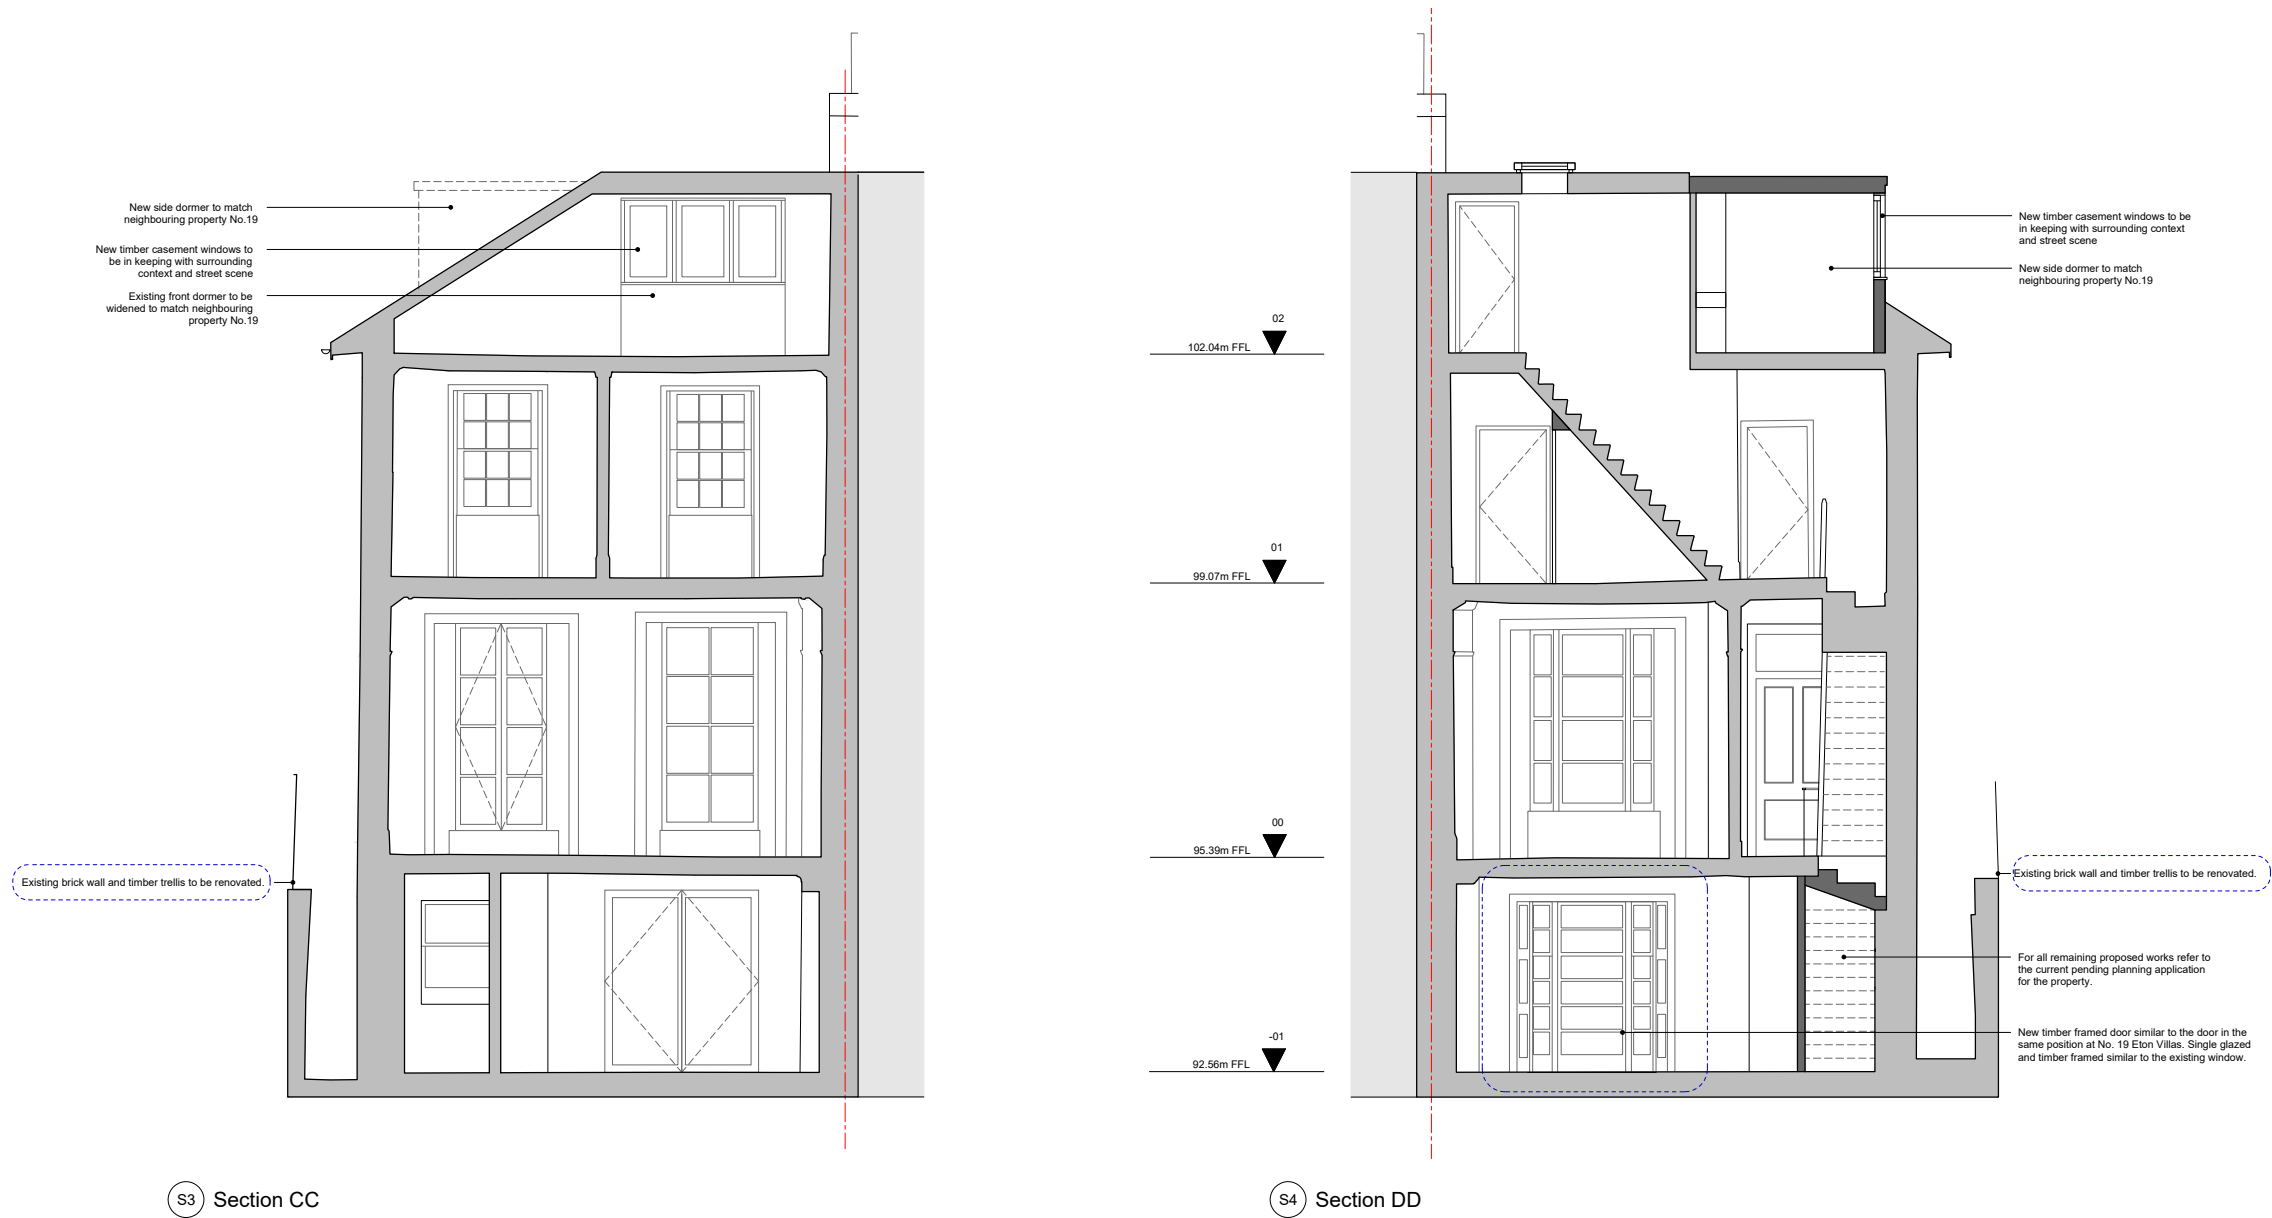 New side dormer to match
neighbouring property No.19
New timber casement windows to
be in keeping with surrounding
context and street scene
Existing front dormer to be
widened to match neighbouring
property No.19
Existing brick wall and timber trellis to be renovated.
02
102.04m FFL
01
99.07m FFL
00
95.39m FFL
-01
92.56m FFL
New timber casement windows to be
in keeping with surrounding context
and street scene
New side dormer to match
neighbouring property No.19
Existing brick wall and timber trellis to be renovated.
For all remaining proposed works refer to
the current pending planning application
for the property.
New timber framed door similar to the door in the
same position at No. 19 Eton Villas. Single glazed
and timber framed similar to the existing window.
S3 Section CC
S4 Section DD